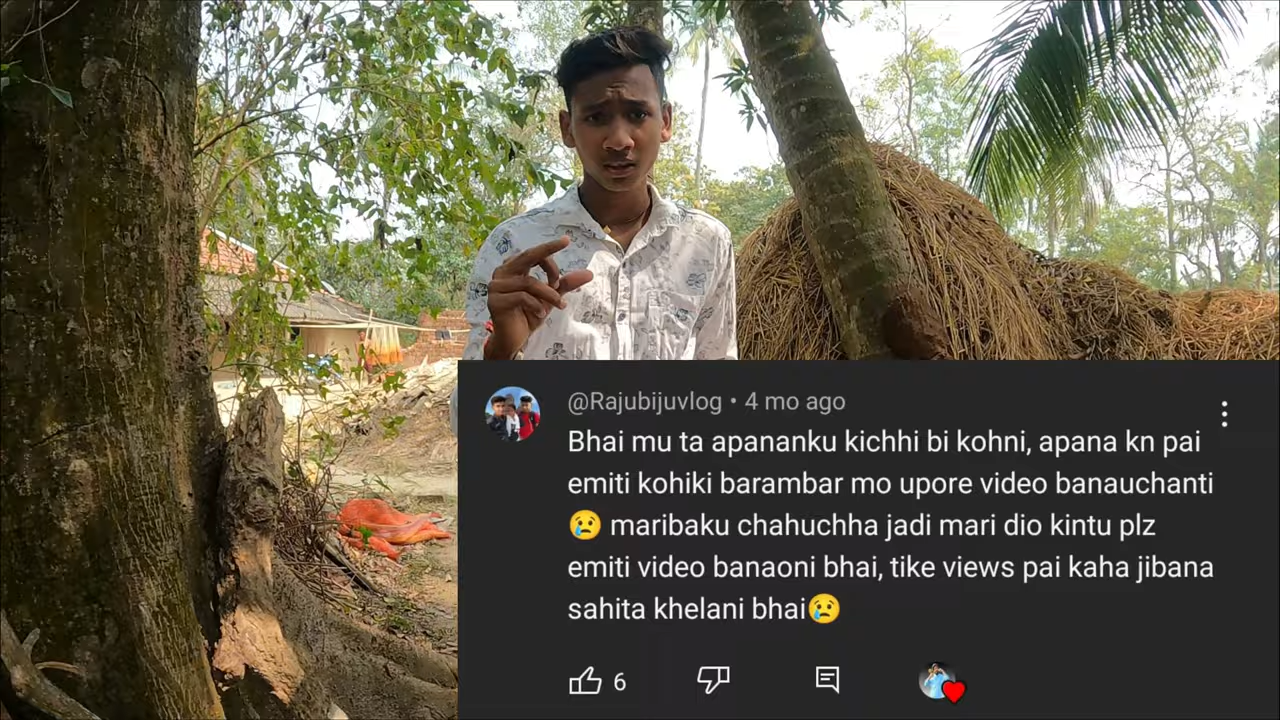 @Rajubijuvlog • 4 mo ago
Bhai mu ta apananku kichhi bi kohni, apana kn pai
emiti kohiki barambar mo upore video banauchanti
😢 maribaku chahuchha jadi mari dio kintu plz
emiti video banaoni bhai, tike views pai kaha jibana
sahita khelani bhai😢
6